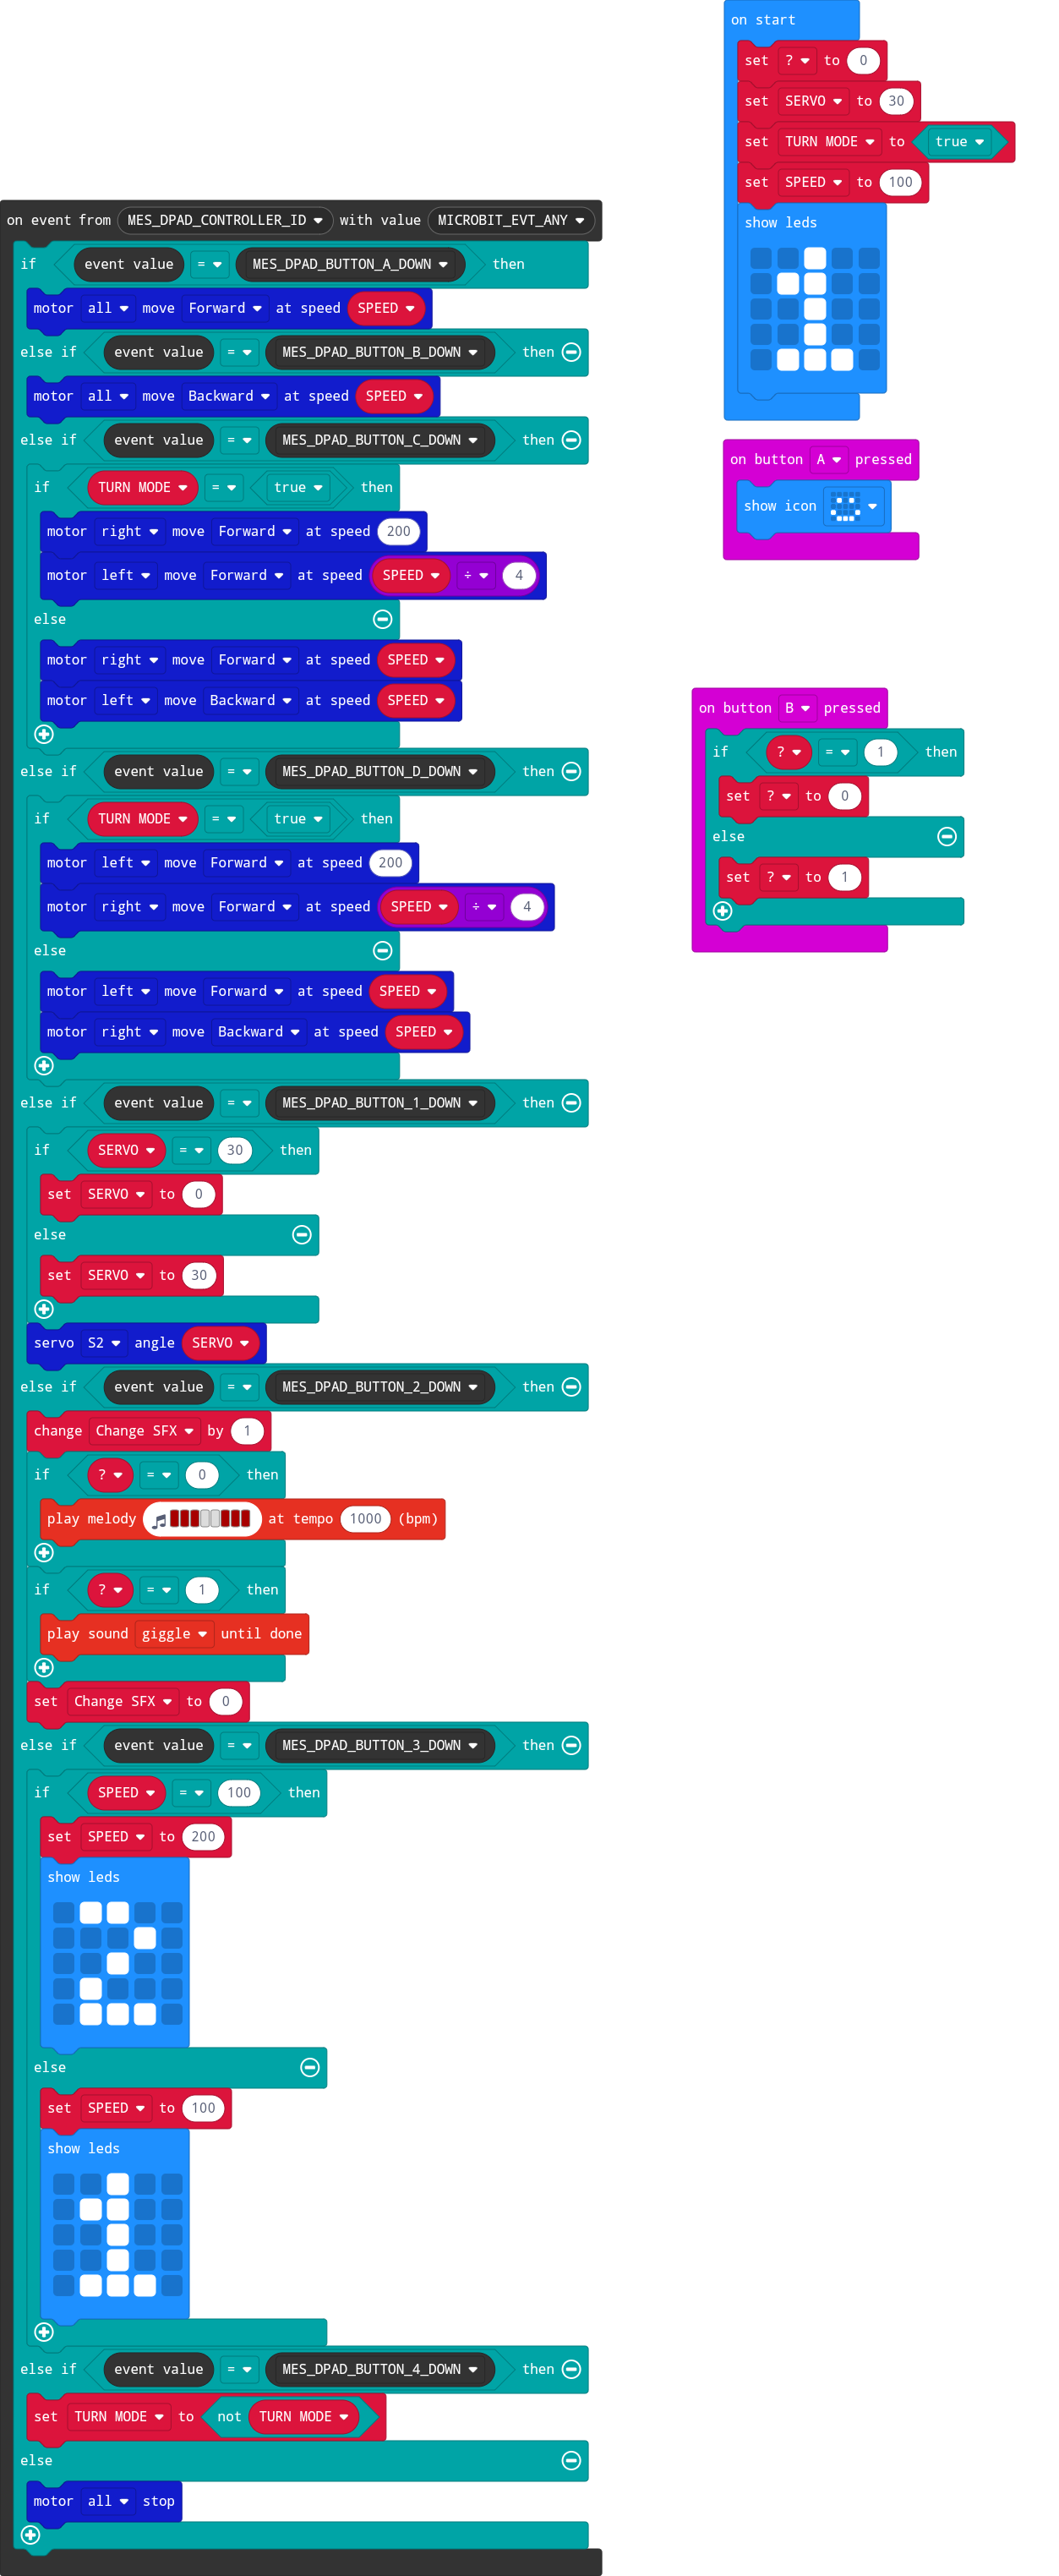 on start
set ? to 0
set SERVO to 30
set TURN MODE to true
set SPEED to 100
show leds
on button A pressed
show icon
on button B pressed
if ? = 1 then
set ? to 0
else
set ? to 1
on event from MES_DPAD_CONTROLLER_ID with value MICROBIT_EVT_ANY
if event value = MES_DPAD_BUTTON_A_DOWN then
motor all move Forward at speed SPEED
else if event value = MES_DPAD_BUTTON_B_DOWN then
motor all move Backward at speed SPEED
else if event value = MES_DPAD_BUTTON_C_DOWN then
if TURN MODE = true then
motor right move Forward at speed 200
motor left move Forward at speed SPEED ÷ 4
else
motor right move Forward at speed SPEED
motor left move Backward at speed SPEED
else if event value = MES_DPAD_BUTTON_D_DOWN then
if TURN MODE = true then
motor left move Forward at speed 200
motor right move Forward at speed SPEED ÷ 4
else
motor left move Forward at speed SPEED
motor right move Backward at speed SPEED
else if event value = MES_DPAD_BUTTON_1_DOWN then
if SERVO = 30 then
set SERVO to 0
else
set SERVO to 30
servo S2 angle SERVO
else if event value = MES_DPAD_BUTTON_2_DOWN then
change Change SFX by 1
if ? = 0 then
play melody at tempo 1000 (bpm)
if ? = 1 then
play sound giggle until done
set Change SFX to 0
else if event value = MES_DPAD_BUTTON_3_DOWN then
if SPEED = 100 then
set SPEED to 200
show leds
else
set SPEED to 100
show leds
else if event value = MES_DPAD_BUTTON_4_DOWN then
set TURN MODE to not TURN MODE
else
motor all stop